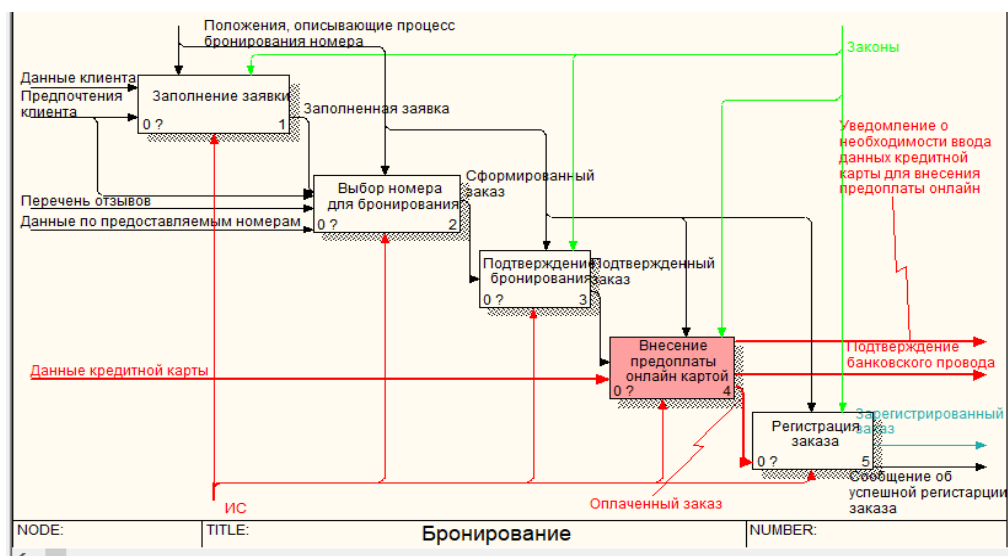 Положения, описывающие процесс
бронирования номера
Законы
Данные клиента
Предпочтения
клиента
Заполнение заявки
0 ?
1
Заполненная заявка
Уведомление о
необходимости ввода
данных кредитной
карты для внесения
предоплаты онлайн
Перечень отзывов
Данные по предоставляемым номерам
Выбор номера
для бронирования
0 ?
2
Сформированный
заказ
Подтверждение
бронирования
0 ?
3
Подтвержденный
заказ
Данные кредитной карты
Внесение
предоплаты
онлайн картой
0 ?
4
Подтверждение
банковского провода
Регистрация
заказа
0 ?
5
Зарегистрированный
заказ
Сообщение об
успешной регистарции
заказа
ИС
Оплаченный заказ
NODE:
TITLE:
Бронирование
NUMBER: